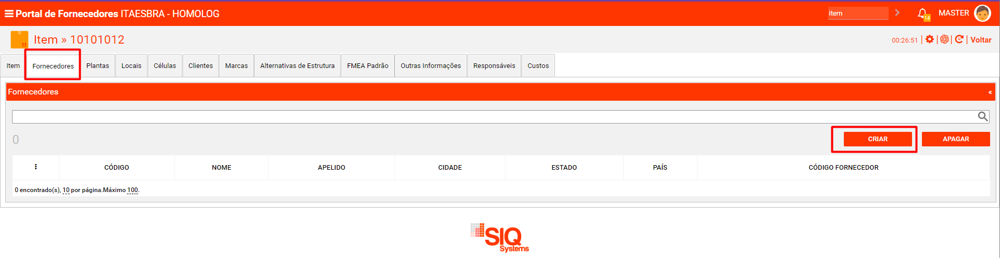 Portal de Fornecedores ITAESBRA - HOMOLOG
item
14
MASTER
Item » 10101012
00:26:51 | | | | Voltar
Item
Fornecedores
Plantas
Locais
Células
Clientes
Marcas
Alternativas de Estrutura
FMEA Padrão
Outras Informações
Responsáveis
Custos
Fornecedores
«
0
CRIAR
APAGAR
CÓDIGO
NOME
APELIDO
CIDADE
ESTADO
PAÍS
CÓDIGO FORNECEDOR
0 encontrado(s), 10 por página.Máximo 100.
SIQ
Systems